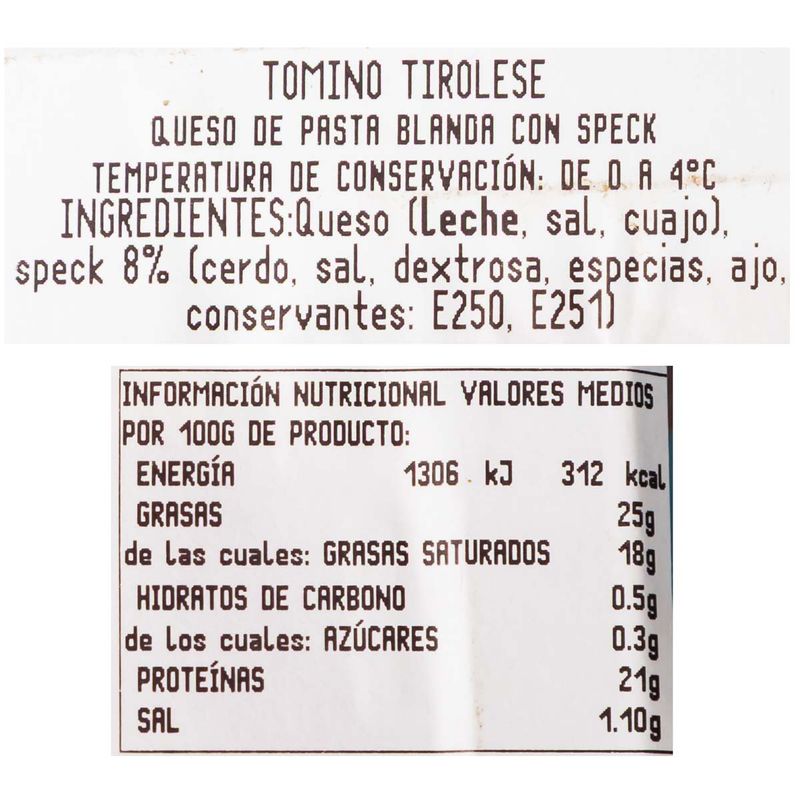 TOMINO TIROLESE
QUESO DE PASTA BLANDA CON SPECK
TEMPERATURA DE CONSERVACIÓN: DE 0 A 4°C
INGREDIENTES:Queso (leche, sal, cuajo),
speck 8% (cerdo, sal, dextrosa, especias, ajo,
conservantes: E250, E251)
INFORMACIÓN NUTRICIONAL VALORES MEDIOS
POR 100G DE PRODUCTO:
ENERGÍA 1306 kJ 312 kcal
GRASAS 25g
de las cuales: GRASAS SATURADOS 18g
HIDRATOS DE CARBONO 0.5g
de los cuales: AZÚCARES 0.3g
PROTEÍNAS 21g
SAL 1.10g